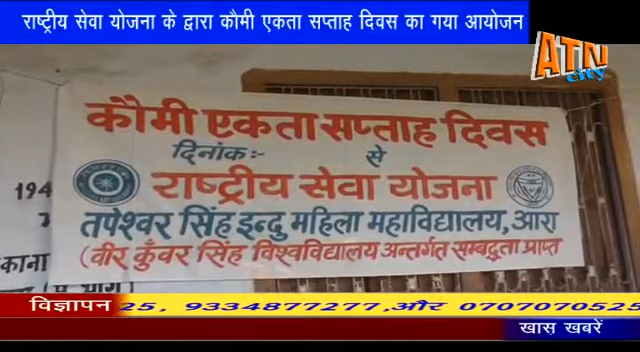 राष्ट्रीय सेवा योजना के द्वारा कौमी एकता सप्ताह दिवस का गया आयोजन
ATN
city
कौमी एकता सप्ताह दिवस
दिनांक:- से
राष्ट्रीय सेवा योजना
तपेश्वर सिंह इन्दु महिला महाविद्यालय, आरा
(वीर कुँवर सिंह विश्वविद्यालय अन्तर्गत सम्बद्धता प्राप्त
194
काना
विज्ञापन 25, 9334877277,और 0707070525
खास खबरें